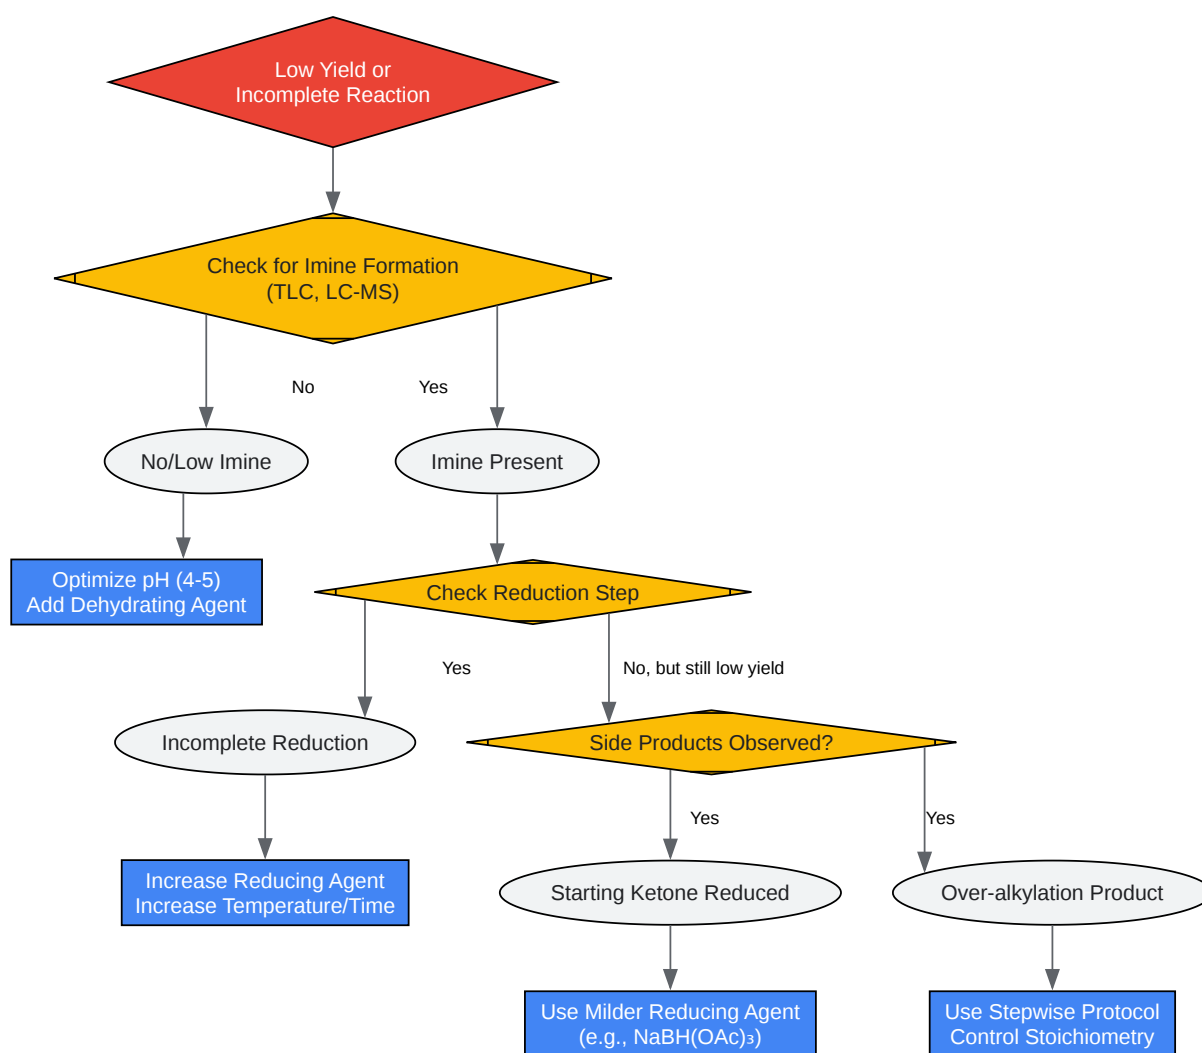 Low Yield or
Incomplete Reaction
Check for Imine Formation
(TLC, LC-MS)
No
Yes
No/Low Imine
Imine Present
Optimize pH (4-5)
Add Dehydrating Agent
Check Reduction Step
Yes
No, but still low yield
Incomplete Reduction
Side Products Observed?
Yes
Yes
Increase Reducing Agent
Increase Temperature/Time
Starting Ketone Reduced
Over-alkylation Product
Use Milder Reducing Agent
(e.g., NaBH(OAc)₃)
Use Stepwise Protocol
Control Stoichiometry